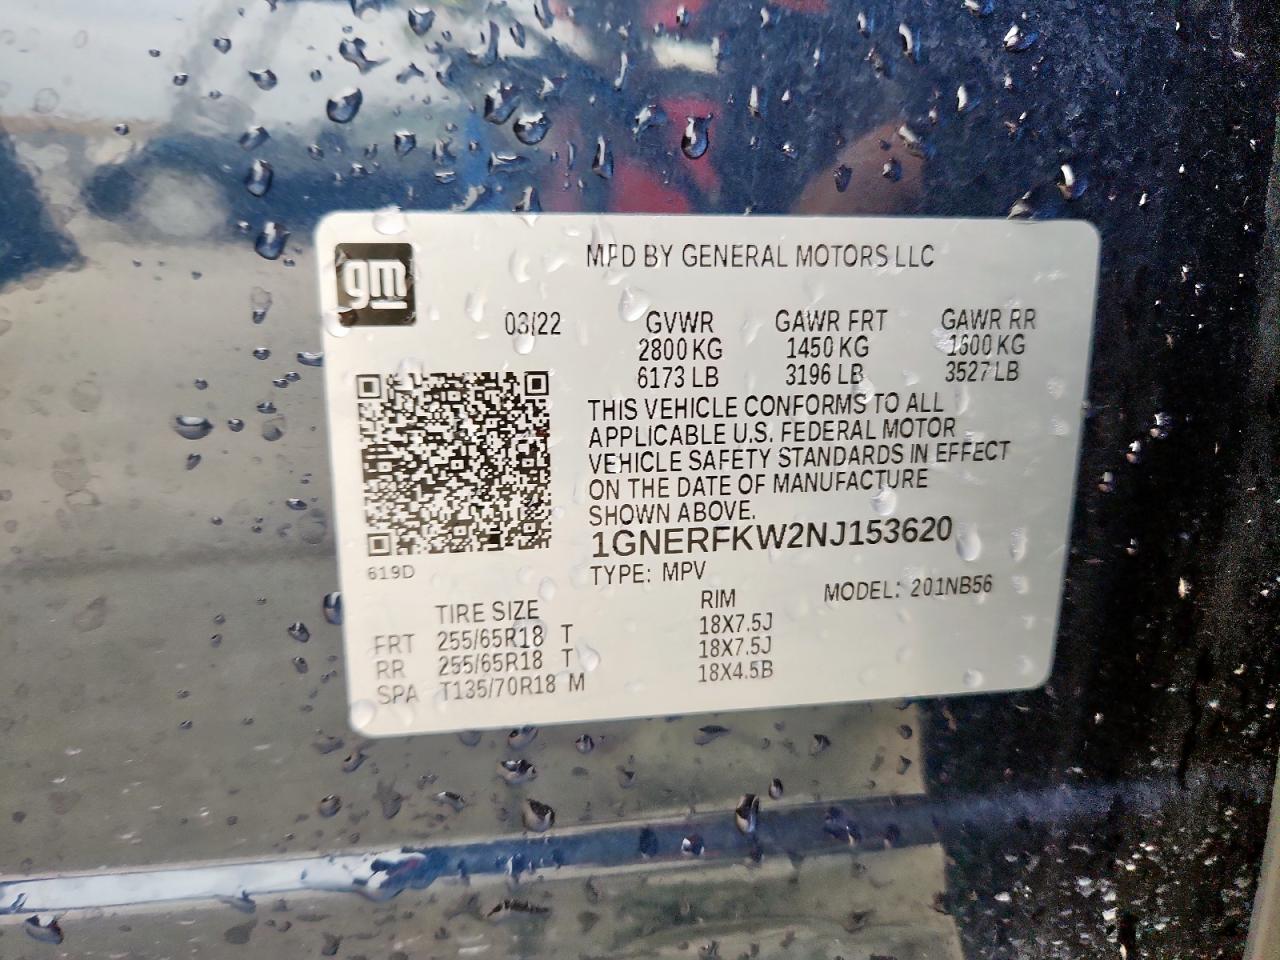 gm
MFD BY GENERAL MOTORS LLC
03/22 GVWR GAWR FRT GAWR RR
2800 KG 1450 KG 1600 KG
6173 LB 3196 LB 3527 LB
THIS VEHICLE CONFORMS TO ALL
APPLICABLE U.S. FEDERAL MOTOR
VEHICLE SAFETY STANDARDS IN EFFECT
ON THE DATE OF MANUFACTURE
SHOWN ABOVE.
1GNERFKW2NJ153620
619D
TYPE: MPV MODEL: 201NB56
TIRE SIZE RIM
FRT 255/65R18 T 18X7.5J
RR 255/65R18 T 18X7.5J
SPA T135/70R18 M 18X4.5B